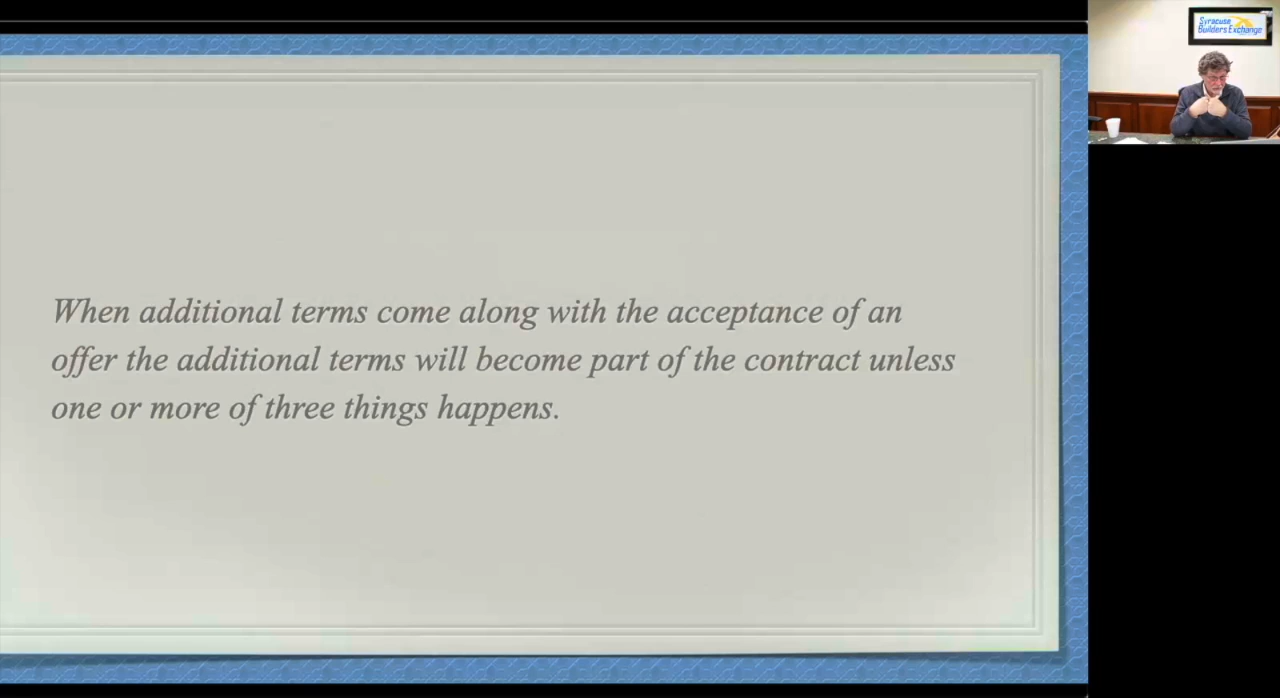 When additional terms come along with the acceptance of an
offer the additional terms will become part of the contract unless
one or more of three things happens.
Syracuse
Builders Exchange